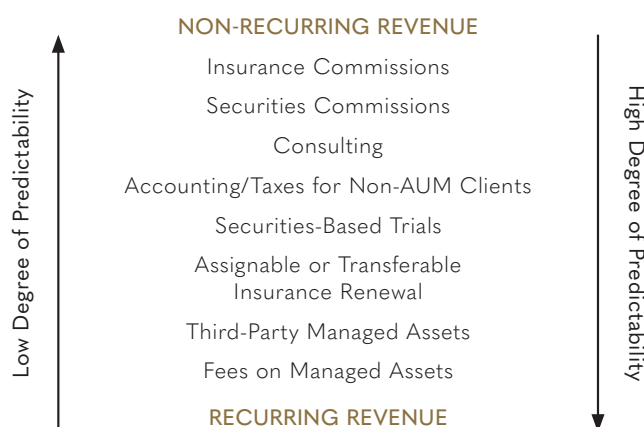 NON-RECURRING REVENUE
Insurance Commissions
Securities Commissions
Consulting
Accounting/Taxes for Non-AUM Clients
Securities-Based Trials
Assignable or Transferable
Insurance Renewal
Third-Party Managed Assets
Fees on Managed Assets
RECURRING REVENUE
Low Degree of Predictability
High Degree of Predictability